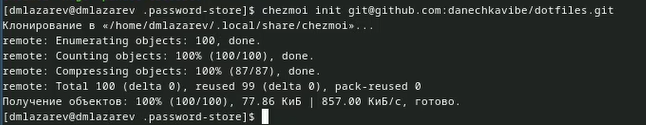 [dmlazarev@dmlazarev .password-store]$ chezmoi init git@github.com:danechkavibe/dotfiles.git
Клонирование в «/home/dmlazarev/.local/share/chezmoi»...
remote: Enumerating objects: 100, done.
remote: Counting objects: 100% (100/100), done.
remote: Compressing objects: 100% (87/87), done.
remote: Total 100 (delta 0), reused 99 (delta 0), pack-reused 0
Получение объектов: 100% (100/100), 77.86 КиБ | 857.00 КиБ/с, готово.
[dmlazarev@dmlazarev .password-store]$